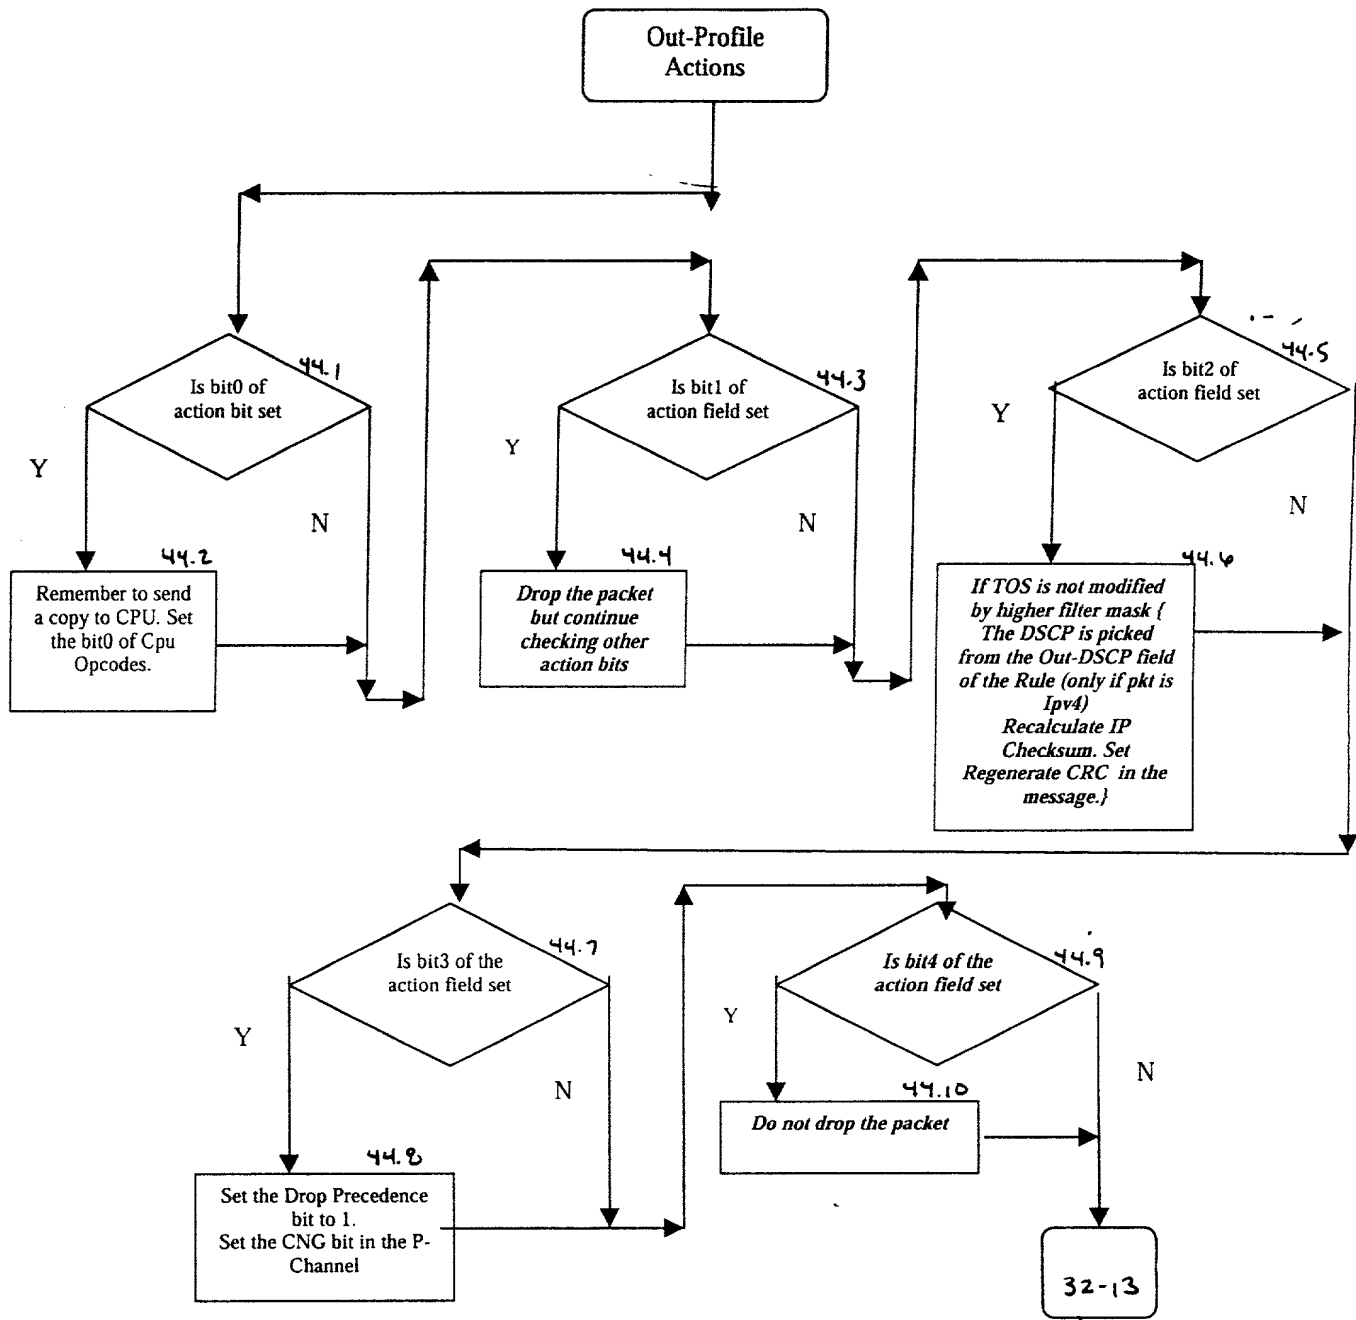 Out-Profile
Actions
44.1
Is bit0 of
action bit set
Y
N
44.2
Remember to send
a copy to CPU. Set
the bit0 of Cpu
Opcodes.
44.3
Is bit1 of
action field set
Y
N
44.4
Drop the packet
but continue
checking other
action bits
44.5
Is bit2 of
action field set
Y
N
44.6
If TOS is not modified
by higher filter mask {
The DSCP is picked
from the Out-DSCP field
of the Rule (only if pkt is
Ipv4)
Recalculate IP
Checksum. Set
Regenerate CRC in the
message.}
44.7
Is bit3 of the
action field set
Y
N
44.8
Set the Drop Precedence
bit to 1.
Set the CNG bit in the P-
Channel
44.9
Is bit4 of the
action field set
Y
N
44.10
Do not drop the packet
32-13